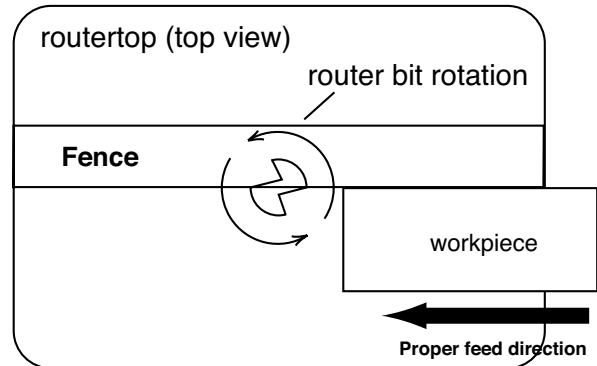 routertop (top view)
router bit rotation
Fence
workpiece
Proper feed direction